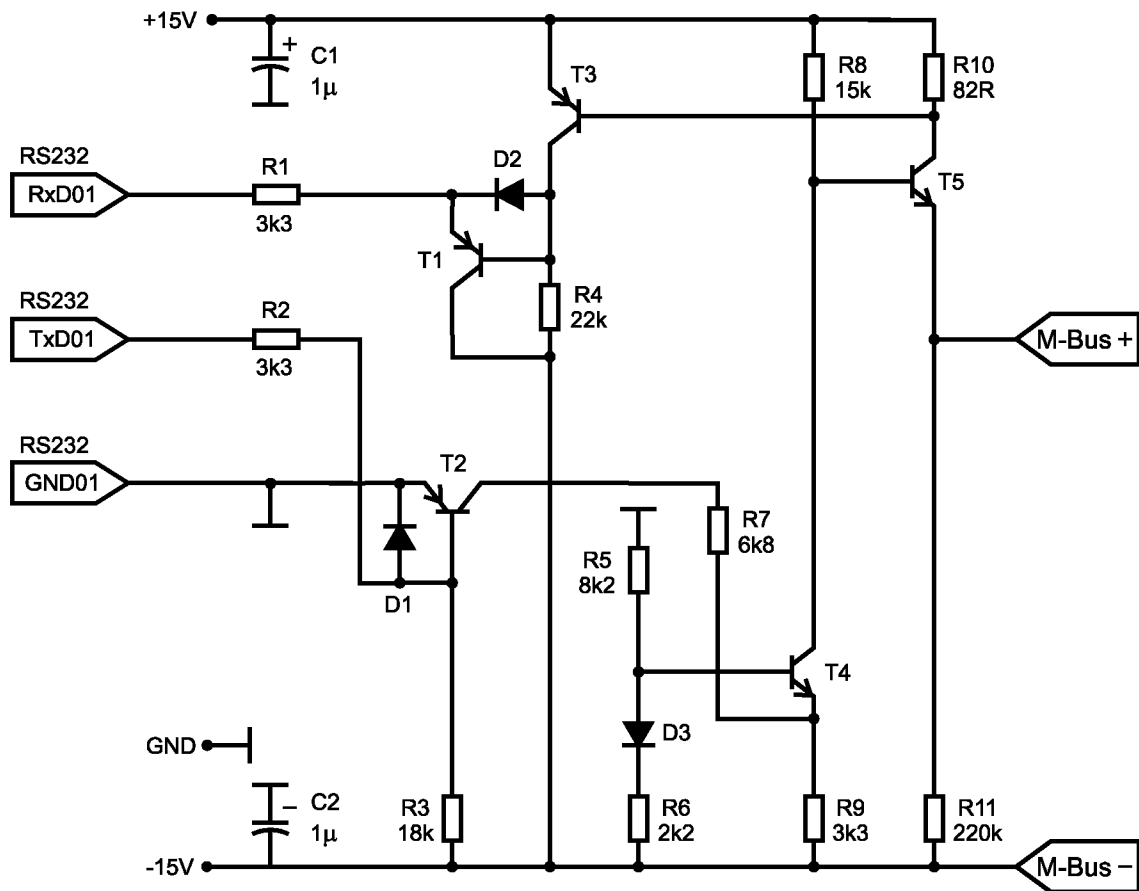 +15V
+
C1
1µ
T3
R8
15k
R10
82R
RS232
RxD01
R1
3k3
D2
T5
T1
R4
22k
RS232
TxD01
R2
3k3
M-Bus +
RS232
GND01
T2
R7
6k8
R5
8k2
D1
T4
D3
GND
–
C2
1µ
R3
18k
R6
2k2
R9
3k3
R11
220k
-15V
M-Bus –